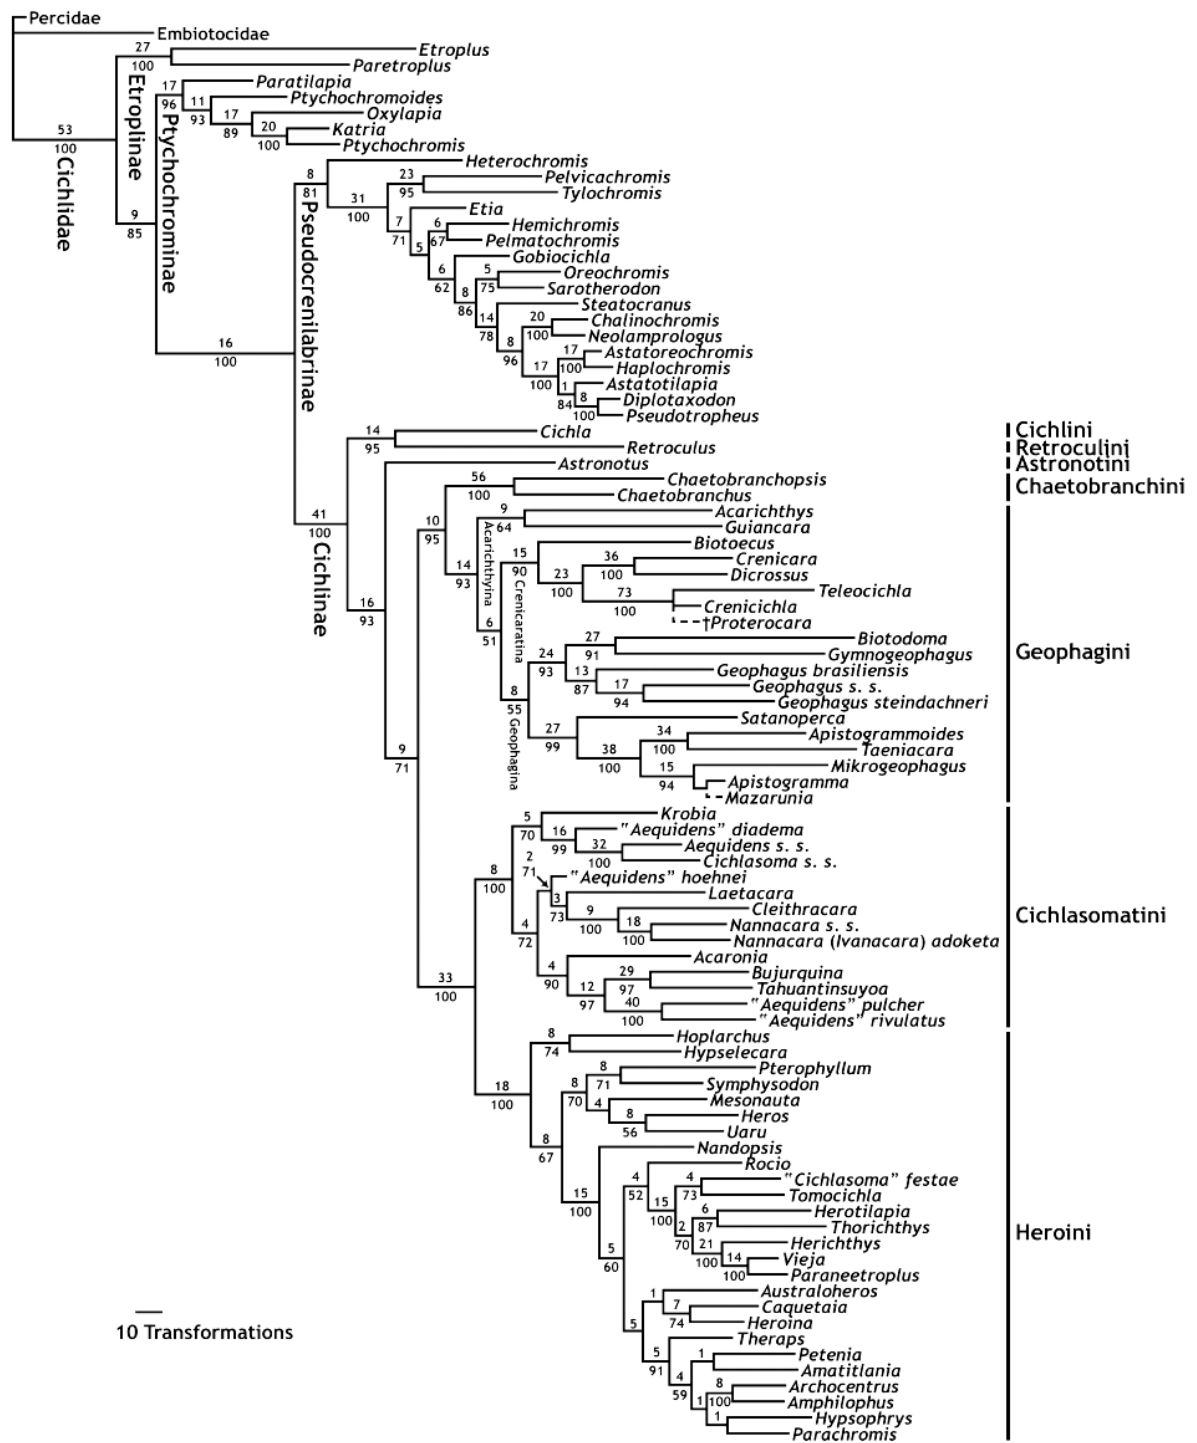 Percidae
Embiotocidae
27
100
Etroplus
Paretroplus
Etroplinae
17
96
Paratilapia
11
93
Ptychochromoides
17
89
Oxylapia
20
100
Katria
Ptychochromis
53
100
Cichlidae
Ptychochrominae
9
85
8
81
Heterochromis
Pseudocrenilabrinae
31
100
23
95
Pelvicachromis
Tylochromis
7
71
Etia
5
6
67
Hemichromis
Pelmatochromis
6
62
Gobiocichla
8
86
5
75
Oreochromis
Sarotherodon
14
78
Steatocranus
8
96
20
100
Chalinochromis
Neolamprologus
17
100
17
100
Astatoreochromis
Haplochromis
1
84
Astatotilapia
8
100
Diplotaxodon
Pseudotropheus
16
100
14
95
Cichla
Retroculus
Astronotus
Cichlini
Retroculini
Astronotini
41
100
Cichlinae
16
93
56
100
Chaetobranchopsis
Chaetobranchus
Chaetobranchini
10
95
9
64
Acarichthys
Guiancara
Acarichthyina
14
93
15
90
Biotoecus
Crenicaratina
23
100
36
100
Crenicara
Dicrossus
73
100
Teleocichla
Crenicichla
†Proterocara
6
51
27
91
Biotodoma
Gymnogeophagus
24
93
13
87
Geophagus brasiliensis
17
94
Geophagus s. s.
Geophagus steindachneri
Geophagini
8
55
Geophagina
27
99
Satanoperca
38
100
34
100
Apistogrammoides
Taeniacara
15
94
Mikrogeophagus
Apistogramma
Mazarunia
9
71
5
70
Krobia
16
99
"Aequidens" diadema
32
100
Aequidens s. s.
Cichlasoma s. s.
8
100
2
71
"Aequidens" hoehnei
3
73
Laetacara
9
100
Cleithracara
18
100
Nannacara s. s.
Nannacara (Ivanacara) adoketa
Cichlasomatini
4
72
4
90
Acaronia
12
97
29
97
Bujurquina
Tahuantinsuyoa
40
100
"Aequidens" pulcher
"Aequidens" rivulatus
33
100
8
74
Hoplarchus
Hypselecara
18
100
8
70
8
71
Pterophyllum
Symphysodon
4
Mesonauta
8
56
Heros
Uaru
8
67
Nandopsis
15
100
4
52
Rocio
15
100
4
73
"Cichlasoma" festae
Tomocichla
2
70
6
87
Herotilapia
Thorichthys
21
100
Herichthys
14
100
Vieja
Paraneetroplus
Heroini
5
60
1
Australoheros
7
74
Caquetaia
Heroina
5
5
91
Theraps
4
59
1
Petenia
Amatitlania
1
8
100
Archocentrus
Amphilophus
1
Hypsophrys
Parachromis
10 Transformations